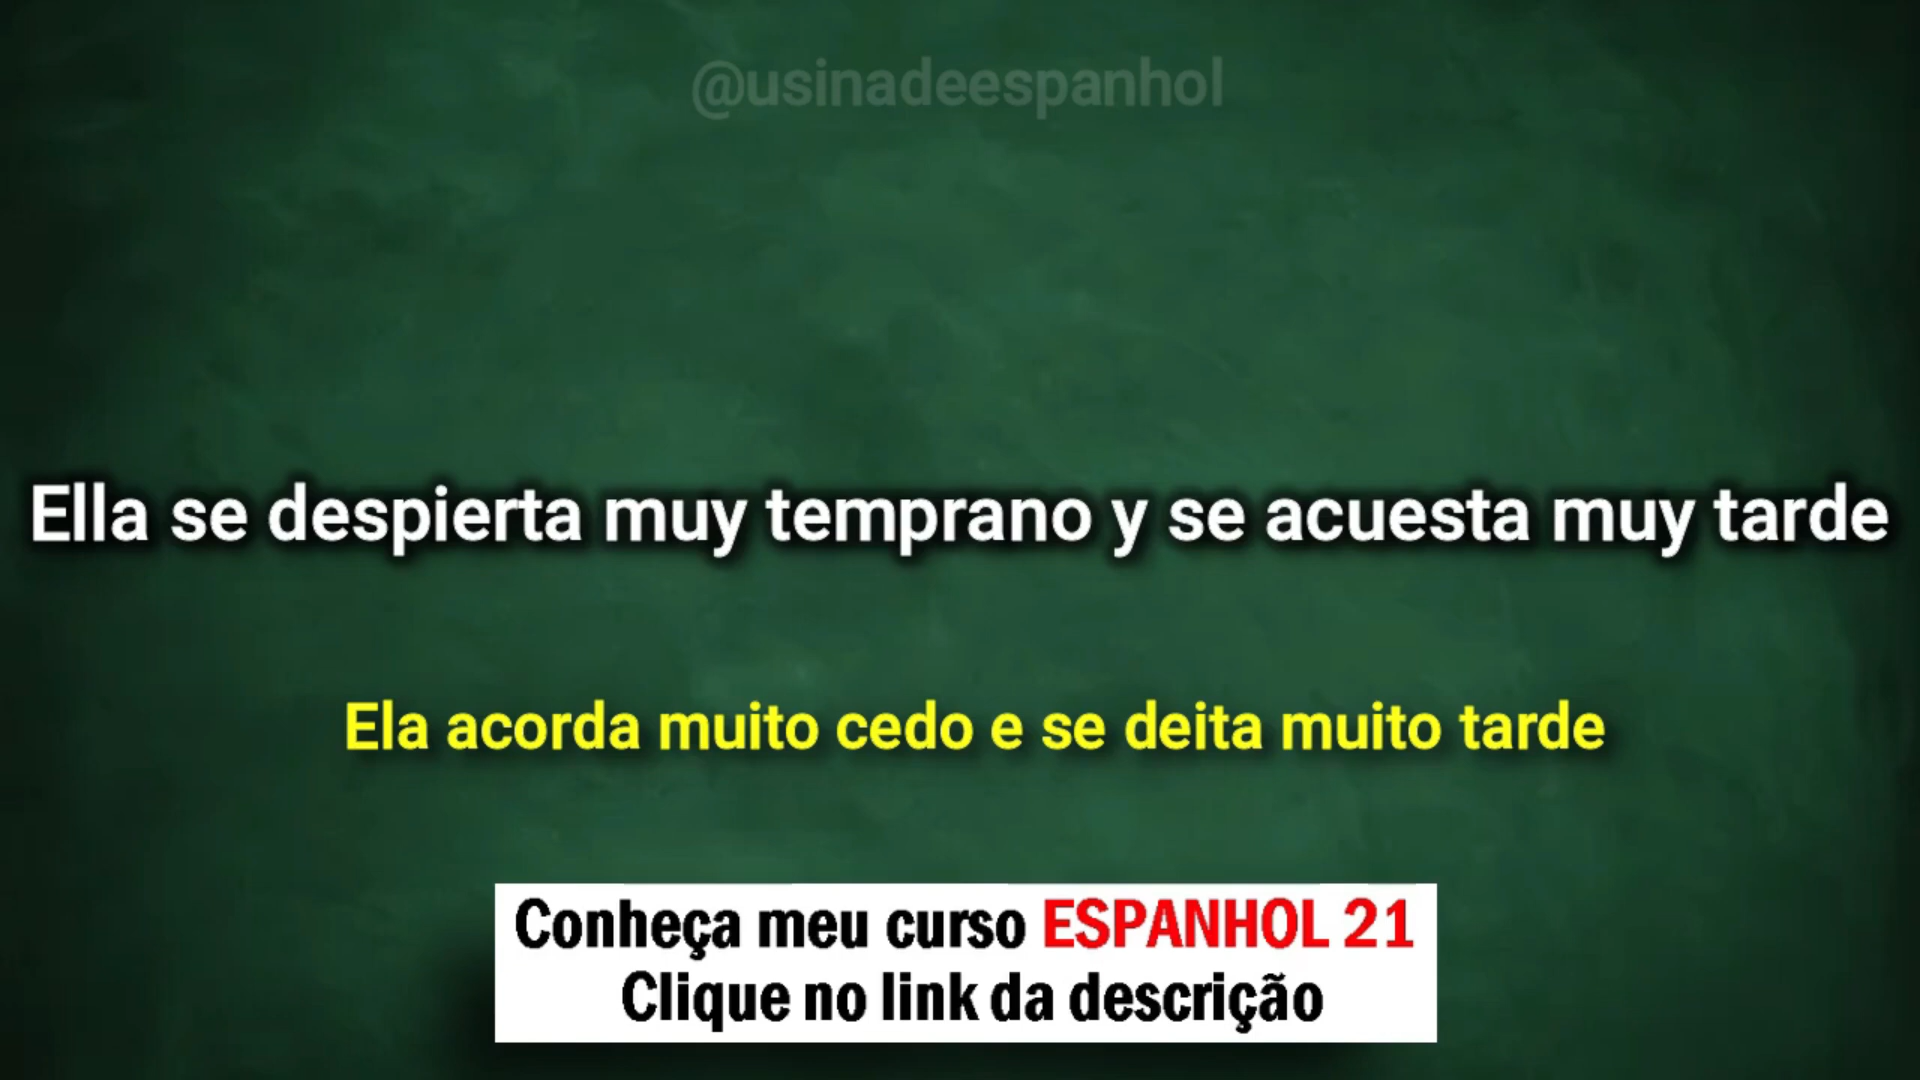 @usinadeespanhol
Ella se despierta muy temprano y se acuesta muy tarde
Ela acorda muito cedo e se deita muito tarde
Conheça meu curso ESPANHOL 21
Clique no link da descrição